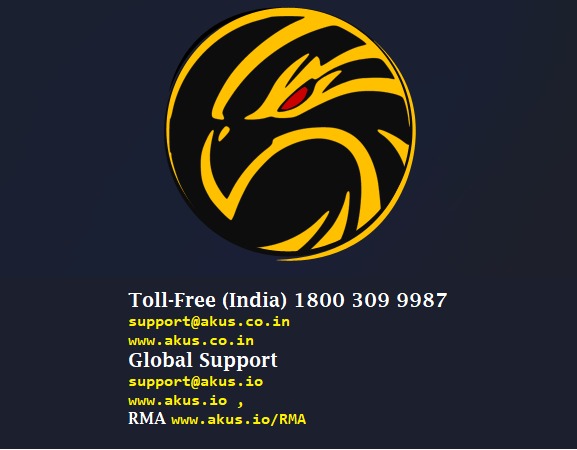 Toll-Free (India) 1800 309 9987
support@akus.co.in
www.akus.co.in
Global Support
support@akus.io
www.akus.io ,
RMA www.akus.io/RMA